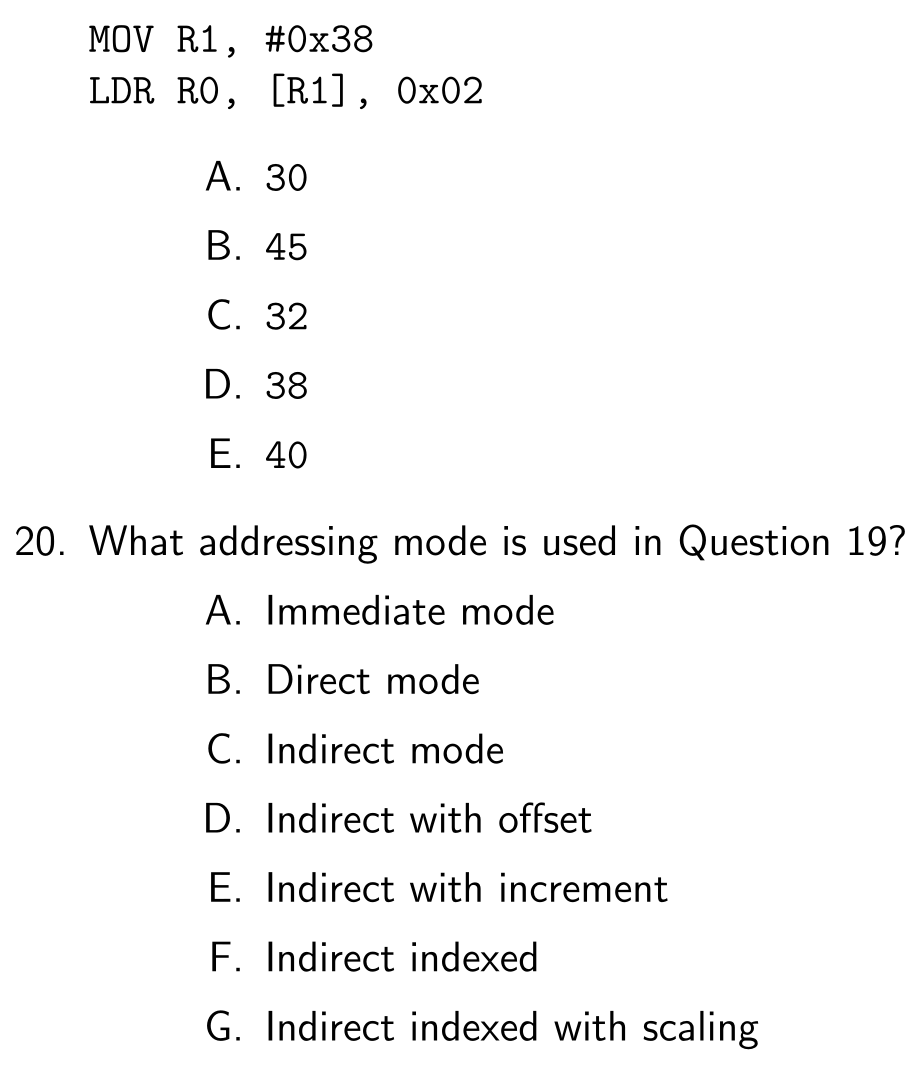 MOV R1, #0x38
LDR R0, [R1], 0x02
A. 30
B. 45
C. 32
D. 38
E. 40
20. What addressing mode is used in Question 19?
A. Immediate mode
B. Direct mode
C. Indirect mode
D. Indirect with offset
E. Indirect with increment
F. Indirect indexed
G. Indirect indexed with scaling